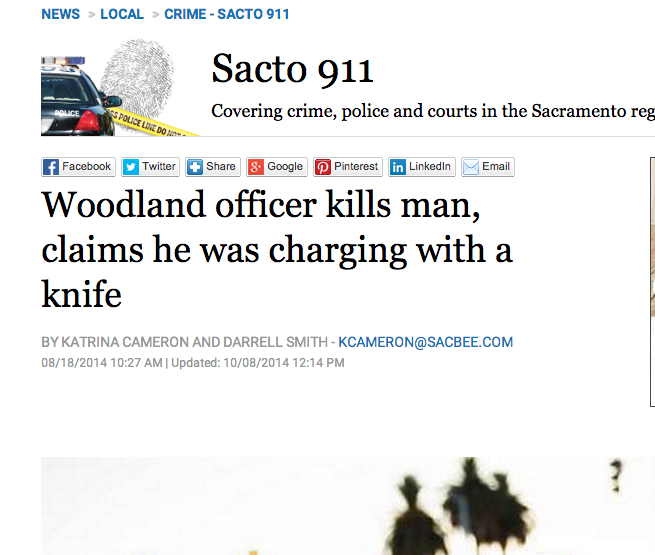 NEWS > LOCAL > CRIME - SACTO 911
Sacto 911
Covering crime, police and courts in the Sacramento reg
POLICE
POLICE LINE DO NOT
Facebook Twitter Share Google Pinterest LinkedIn Email
Woodland officer kills man,
claims he was charging with a
knife
BY KATRINA CAMERON AND DARRELL SMITH - KCAMERON@SACBEE.COM
08/18/2014 10:27 AM | Updated: 10/08/2014 12:14 PM